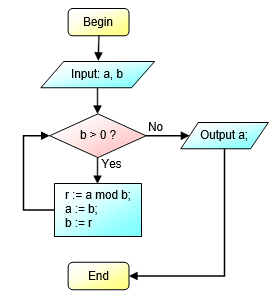 Begin
Input: a, b
b > 0 ?
No
Output a;
Yes
r := a mod b;
a := b;
b := r
End